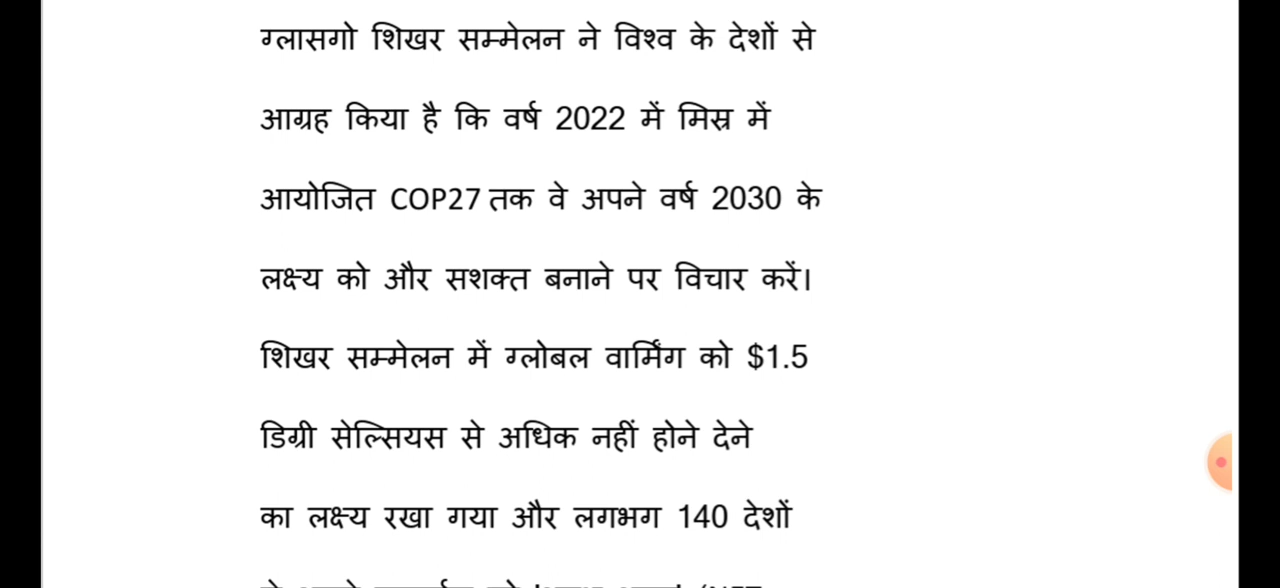 ग्लासगो शिखर सम्मेलन ने विश्व के देशों से
आग्रह किया है कि वर्ष 2022 में मिस्र में
आयोजित COP27 तक वे अपने वर्ष 2030 के
लक्ष्य को और सशक्त बनाने पर विचार करें।
शिखर सम्मेलन में ग्लोबल वार्मिंग को $1.5
डिग्री सेल्सियस से अधिक नहीं होने देने
का लक्ष्य रखा गया और लगभग 140 देशों